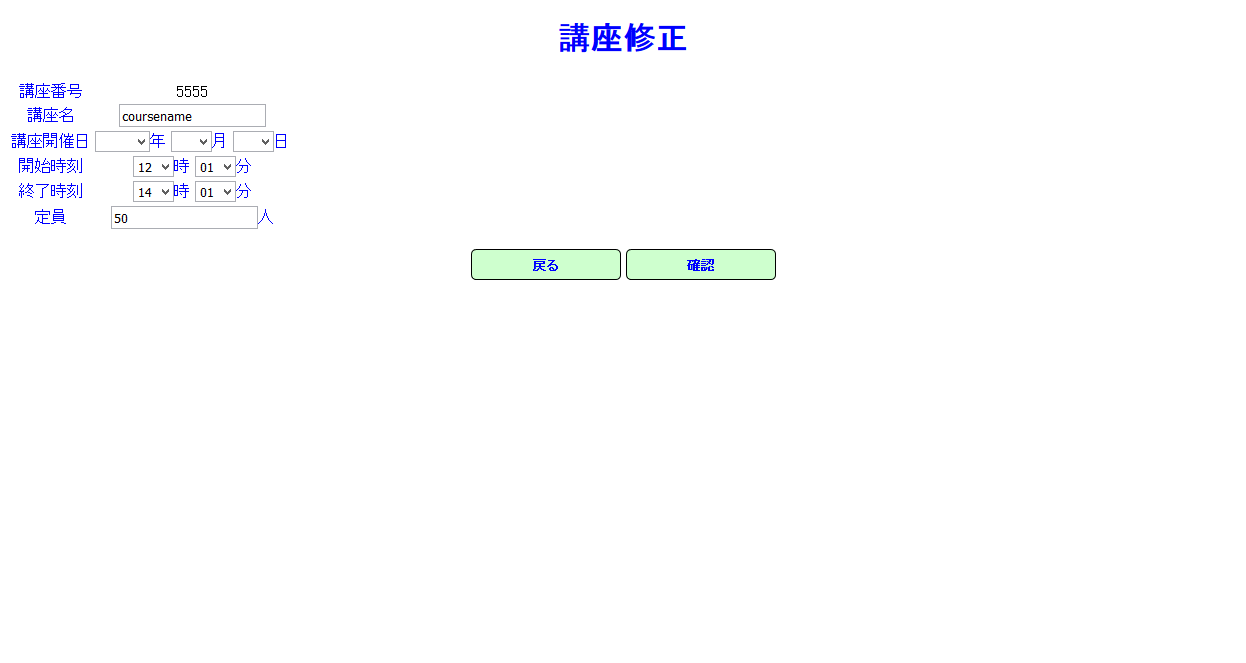 講座修正
講座番号 5555
講座名 coursename
講座開催日 年 月 日
開始時刻 12 時 01 分
終了時刻 14 時 01 分
定員 50 人
戻る 確認